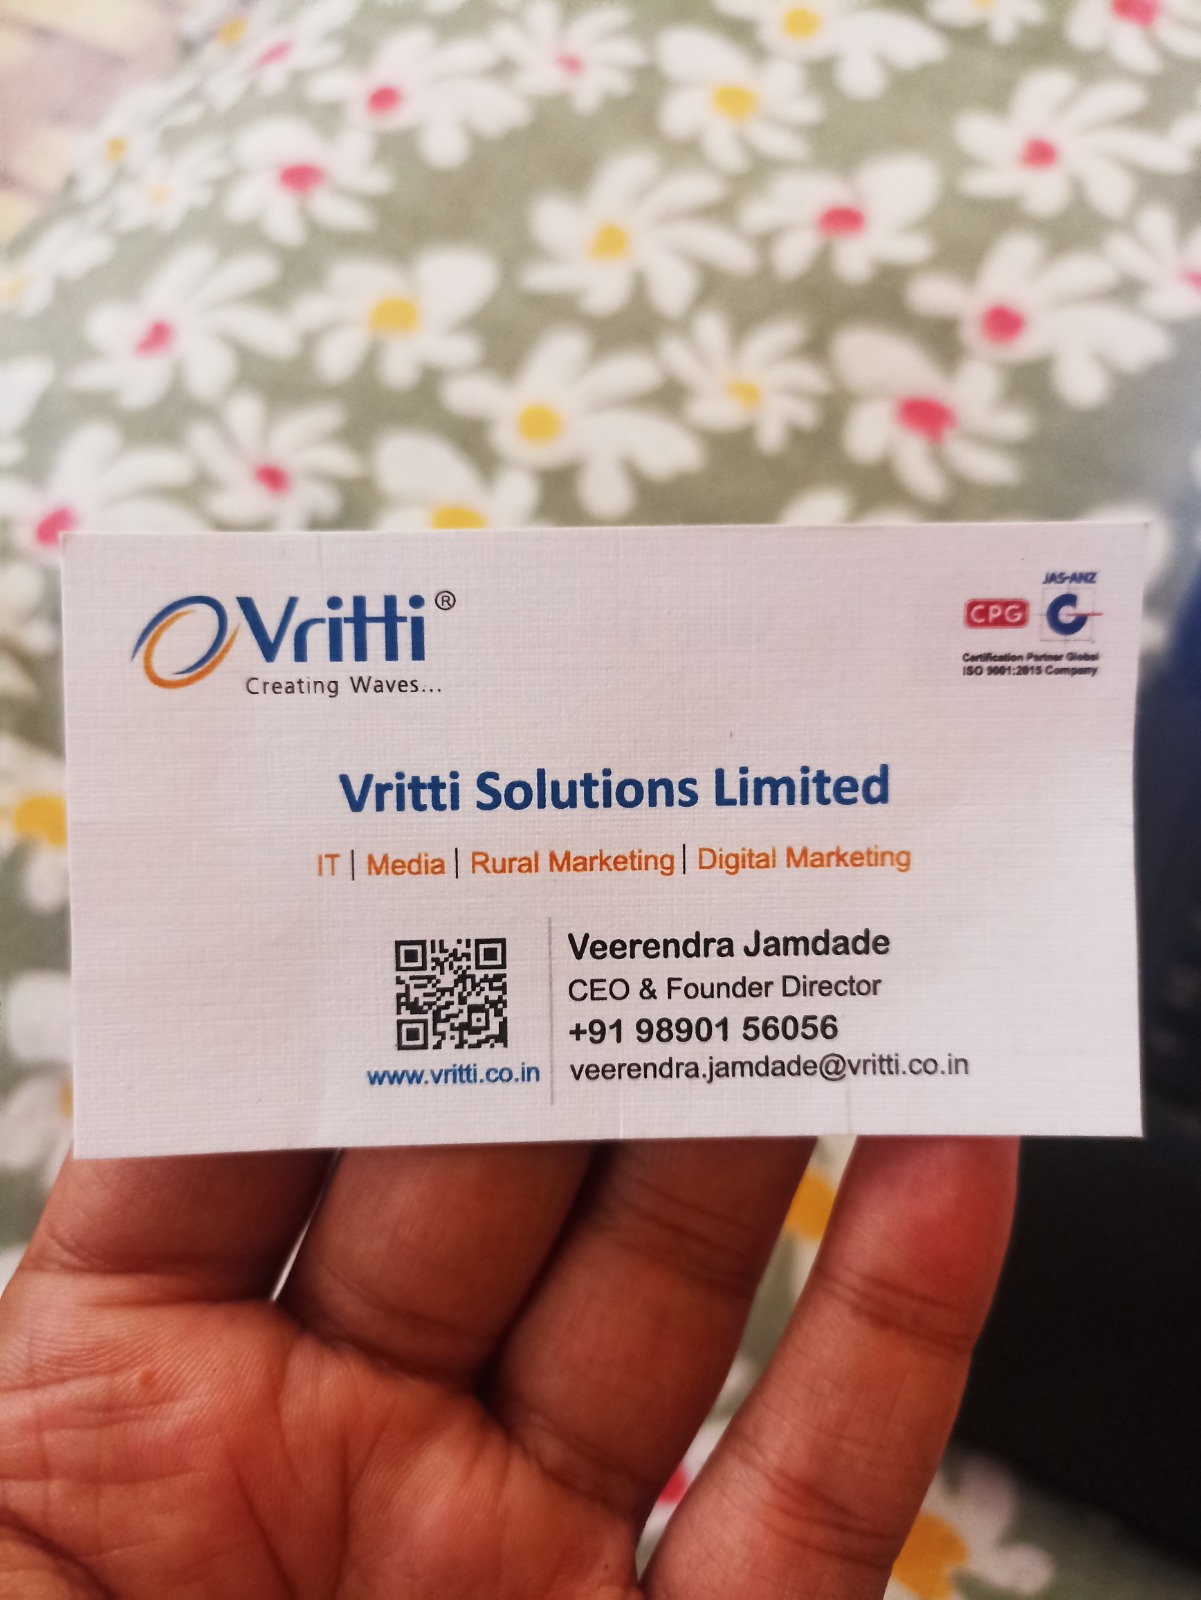 Vritti®
Creating Waves...
JAS-ANZ
CPG
Certification Partner Global
ISO 9001:2015 Company
Vritti Solutions Limited
IT | Media | Rural Marketing | Digital Marketing
Veerendra Jamdade
CEO & Founder Director
+91 98901 56056
veerendra.jamdade@vritti.co.in
www.vritti.co.in